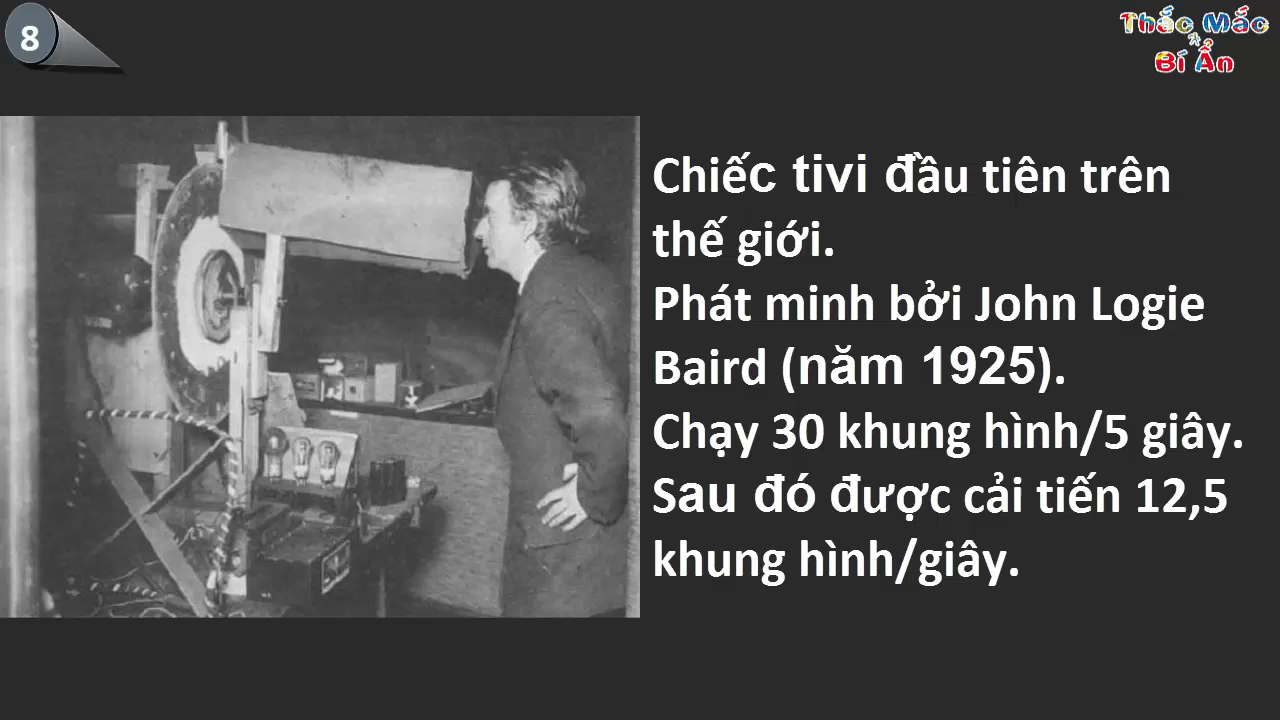 8
Thắc Mắc
Bí Ẩn
Chiếc tivi đầu tiên trên
thế giới.
Phát minh bởi John Logie
Baird (năm 1925).
Chạy 30 khung hình/5 giây.
Sau đó được cải tiến 12,5
khung hình/giây.